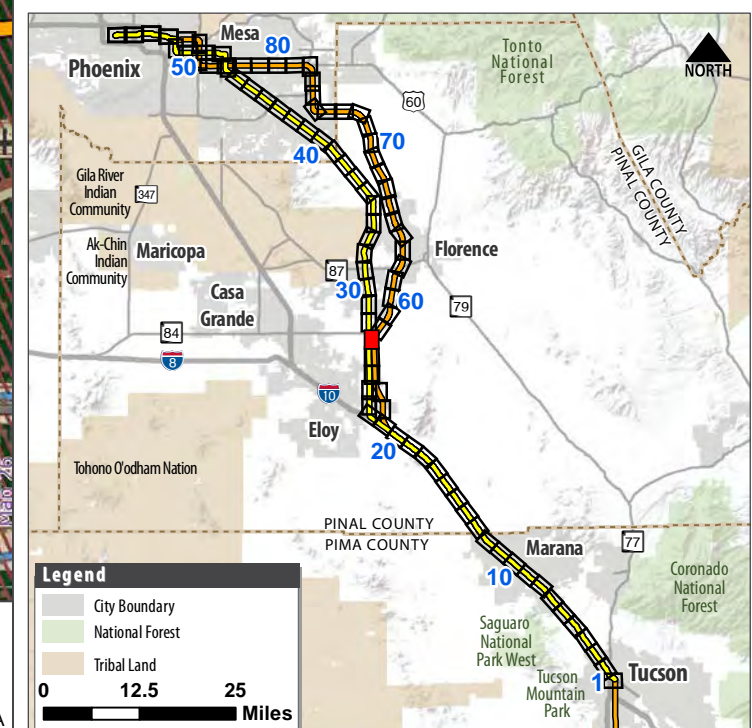 Mesa
80
Tonto
National
Forest
NORTH
Phoenix
50
60
70
40
GILA COUNTY
PINAL COUNTY
Gila River
Indian
Community
347
Ak-Chin
Indian
Community
Maricopa
Florence
87
30
60
Casa
Grande
79
84
8
10
Eloy
20
Tohono O'odham Nation
PINAL COUNTY
PIMA COUNTY
Marana
77
10
Coronado
National
Forest
Saguaro
National
Park West
Tucson
Mountain
Park
1
Tucson
Legend
City Boundary
National Forest
Tribal Land
0 12.5 25
Miles
A